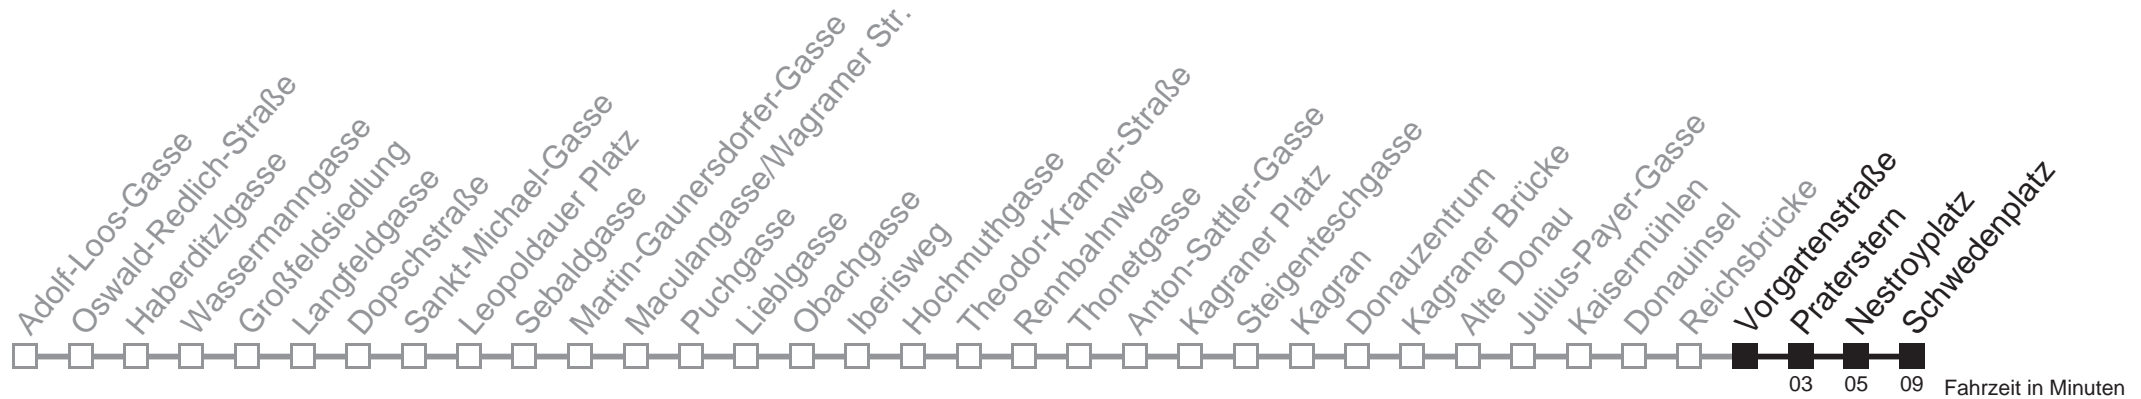 Adolf-Loos-Gasse
Oswald-Redlich-Straße
Haberditzlgasse
Wassermanngasse
Großfeldsiedlung
Langfeldgasse
Dopschstraße
Sankt-Michael-Gasse
Leopoldauer Platz
Sebaldgasse
Martin-Gaunersdorfer-Gasse
Maculangasse/Wagramer Str.
Puchgasse
Lieblgasse
Obachgasse
Iberisweg
Hochmuthgasse
Theodor-Kramer-Straße
Rennbahnweg
Thonetgasse
Anton-Sattler-Gasse
Kagraner Platz
Steigenteschgasse
Kagran
Donauzentrum
Kagraner Brücke
Alte Donau
Julius-Payer-Gasse
Kaisermühlen
Donauinsel
Reichsbrücke
Vorgartenstraße
Praterstern
Nestroyplatz
Schwedenplatz
03 05 09 Fahrzeit in Minuten